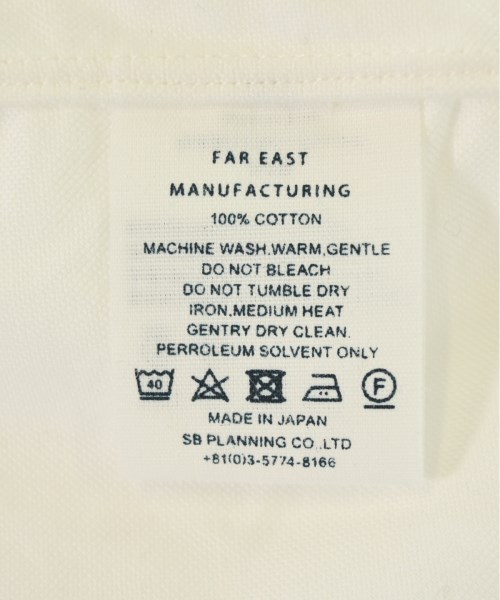 FAR EAST
MANUFACTURING
100% COTTON
MACHINE WASH,WARM,GENTLE
DO NOT BLEACH
DO NOT TUMBLE DRY
IRON,MEDIUM HEAT
GENTRY DRY CLEAN.
PERROLEUM SOLVENT ONLY
40 F
MADE IN JAPAN
SB PLANNING CO.,LTD
+81(0)3-5774-8166